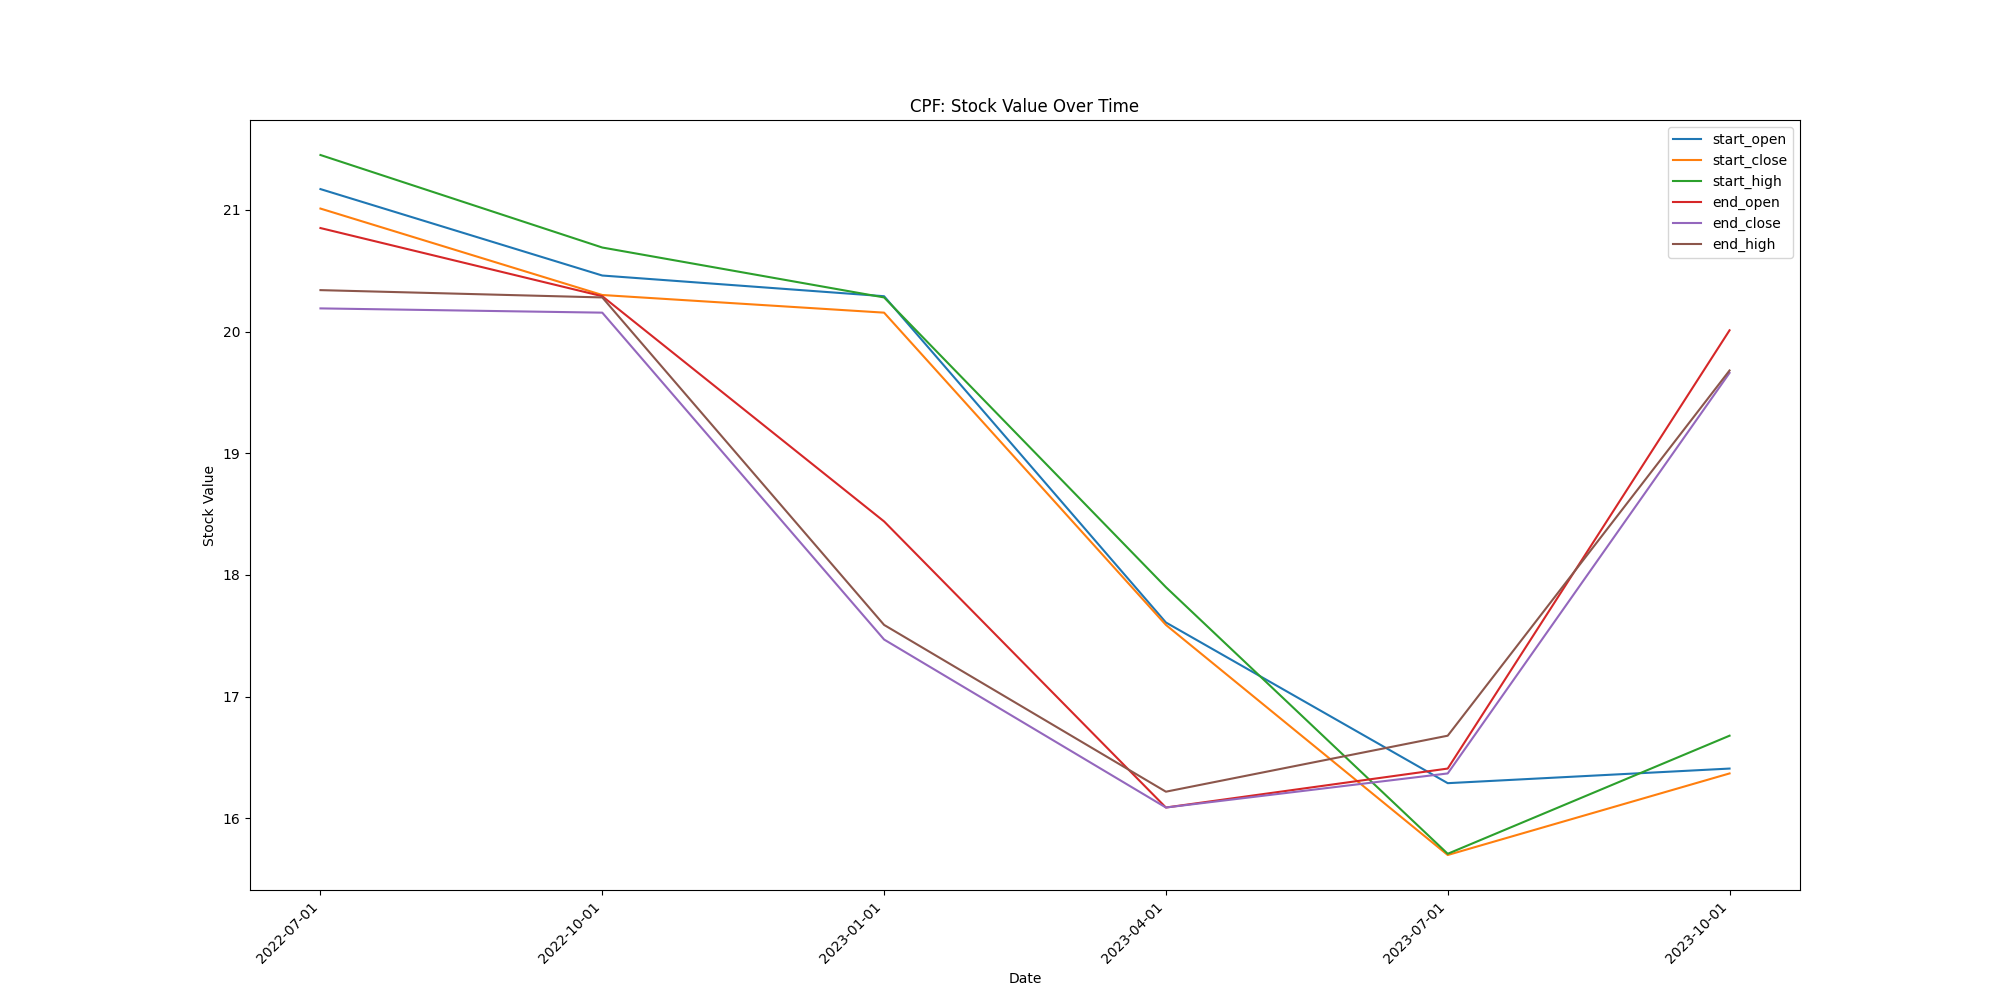 CPF: Stock Value Over Time
start_open
start_close
start_high
end_open
end_close
end_high
Stock Value
21
20
19
18
17
16
2022-07-01
2022-10-01
2023-01-01
2023-04-01
2023-07-01
2023-10-01
Date